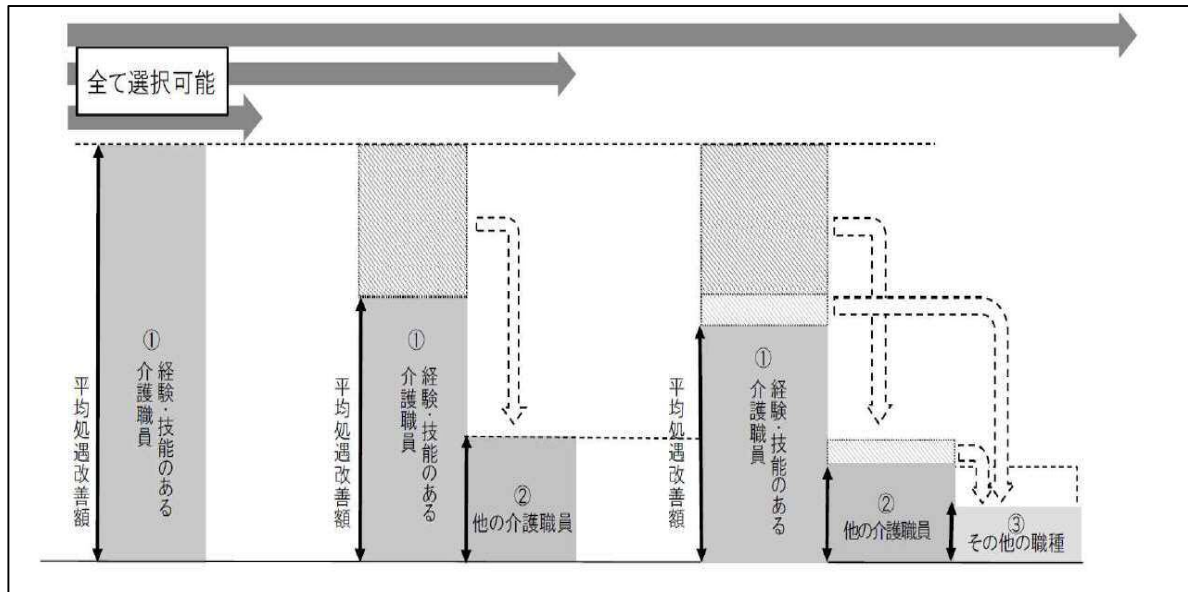 全て選択可能
平均処遇改善額
①
経験・技能のある
介護職員
平均処遇改善額
①
経験・技能のある
介護職員
②
他の介護職員
平均処遇改善額
①
経験・技能のある
介護職員
②
他の介護職員
③
その他の職種